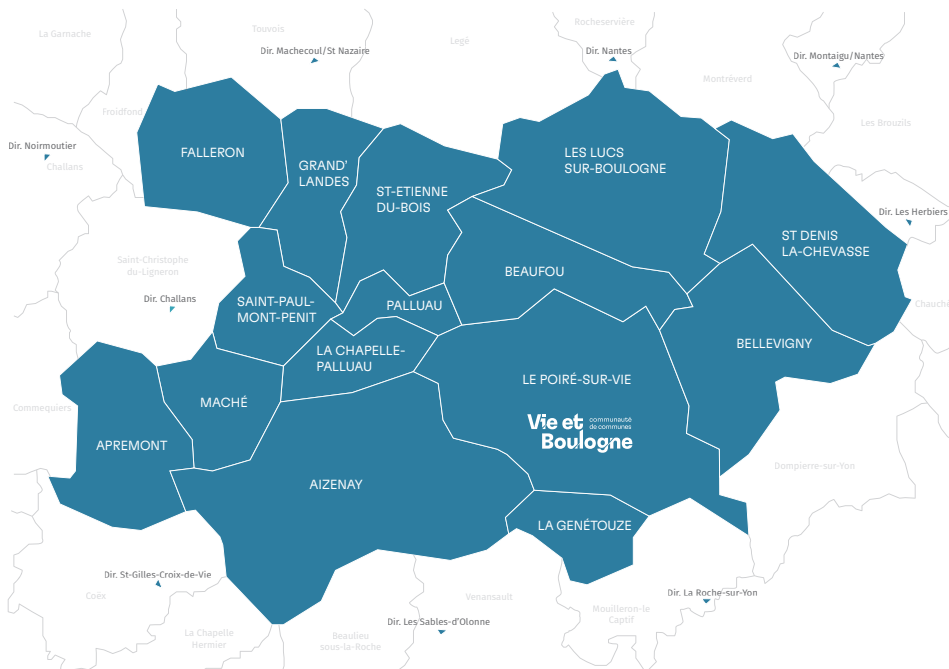 La Garnache
Touvois
Dir. Machecoul/St Nazaire
Legé
Rocheservière
Dir. Nantes
Dir. Montaigu/Nantes
Montréverd
Froidfond
Les Brouzils
Dir. Noirmoutier
Challans
FALLERON
GRAND'
LANDES
ST-ETIENNE
DU-BOIS
LES LUCS
SUR-BOULOGNE
Dir. Les Herbiers
ST DENIS
LA-CHEVASSE
Saint-Christophe
du-Ligneron
Dir. Challans
BEAUFOU
SAINT-PAUL-
MONT-PENIT
PALLUAU
Chauché
BELLEVIGNY
LA CHAPELLE-
PALLUAU
LE POIRÉ-SUR-VIE
Commequiers
MACHÉ
Vie et
Boulogne
communauté
de communes
APREMONT
AIZENAY
Dompierre-sur-Yon
LA GENÉTOUZE
Dir. St-Gilles-Croix-de-Vie
Coëx
Venansault
Dir. La Roche-sur-Yon
Mouilleron-le
Captif
Dir. Les Sables-d'Olonne
La Chapelle
Hermier
Beaulieu
sous-la-Roche